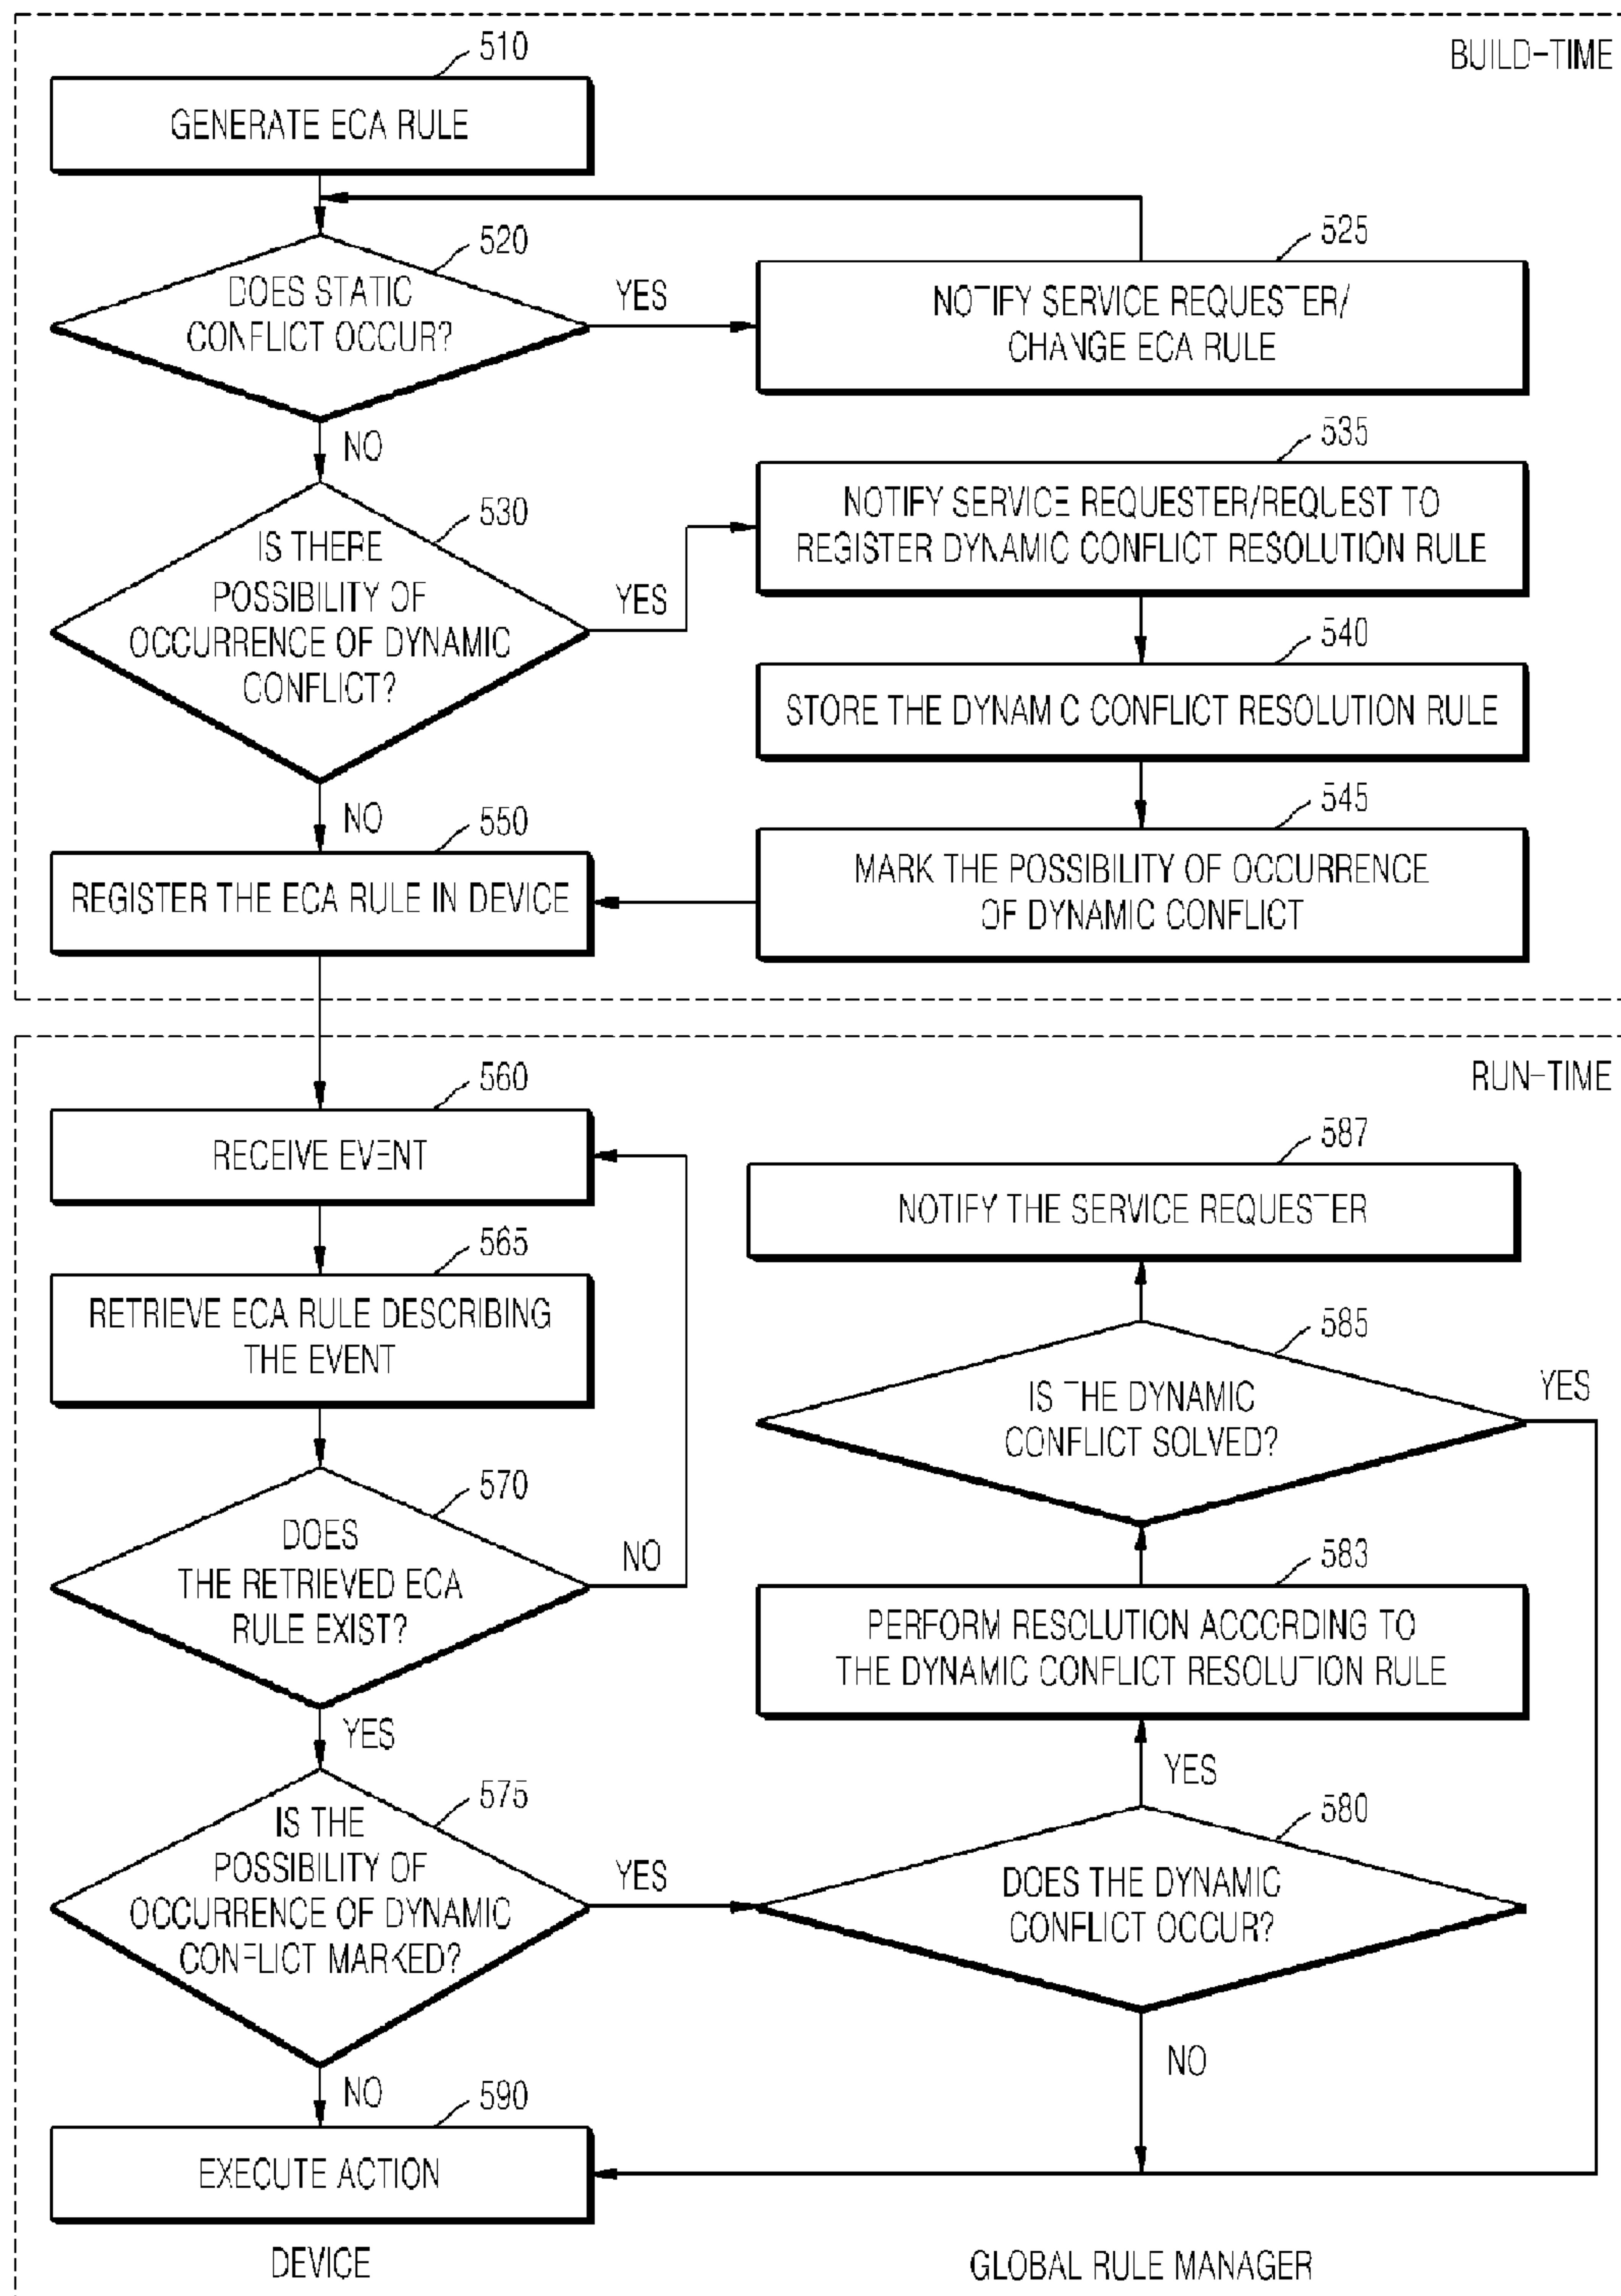 BUILD-TIME
510
GENERATE ECA RULE
520
DOES STATIC
CONFLICT OCCUR?
YES
525
NOTIFY SERVICE REQUESTER/
CHANGE ECA RULE
NO
530
IS THERE
POSSIBILITY OF
OCCURRENCE OF DYNAMIC
CONFLICT?
YES
535
NOTIFY SERVICE REQUESTER/REQUEST TO
REGISTER DYNAMIC CONFLICT RESOLUTION RULE
540
STORE THE DYNAMIC CONFLICT RESOLUTION RULE
545
MARK THE POSSIBILITY OF OCCURRENCE
OF DYNAMIC CONFLICT
NO
550
REGISTER THE ECA RULE IN DEVICE
RUN-TIME
560
RECEIVE EVENT
565
RETRIEVE ECA RULE DESCRIBING
THE EVENT
570
DOES
THE RETRIEVED ECA
RULE EXIST?
NO
YES
575
IS THE
POSSIBILITY OF
OCCURRENCE OF DYNAMIC
CONFLICT MARKED?
YES
NO
590
EXECUTE ACTION
587
NOTIFY THE SERVICE REQUESTER
585
IS THE DYNAMIC
CONFLICT SOLVED?
YES
583
PERFORM RESOLUTION ACCORDING TO
THE DYNAMIC CONFLICT RESOLUTION RULE
YES
580
DOES THE DYNAMIC
CONFLICT OCCUR?
NO
DEVICE
GLOBAL RULE MANAGER